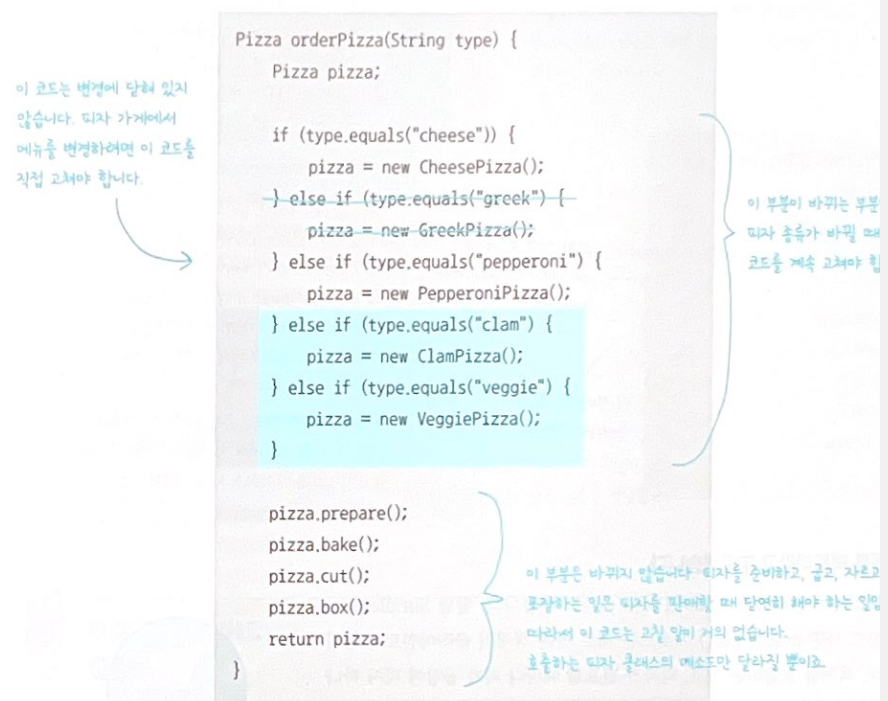 Pizza orderPizza(String type) {
Pizza pizza;
이 코드는 변경에 닫혀 있지
않습니다. 피자 가게에서
메뉴를 변경하려면 이 코드를
직접 고쳐야 합니다.
if (type.equals("cheese")) {
pizza = new CheesePizza();
} else if (type.equals("greek") {
pizza = new GreekPizza();
} else if (type.equals("pepperoni") {
pizza = new PepperoniPizza();
} else if (type.equals("clam") {
pizza = new ClamPizza();
} else if (type.equals("veggie") {
pizza = new VeggiePizza();
}
이 부분이 바뀌는 부분
피자 종류가 바뀔 때
코드를 계속 고쳐야
pizza.prepare();
pizza.bake();
pizza.cut();
pizza.box();
return pizza;
}
이 부분은 바뀌지 않습니다. 피자를 준비하고, 굽고, 자르고
포장하는 일은 피자를 판매할 때 당연히 해야 하는 일입
따라서 이 코드는 고칠 일이 거의 없습니다.
호출하는 피자 클래스의 메소드만 달라질 뿐이죠.